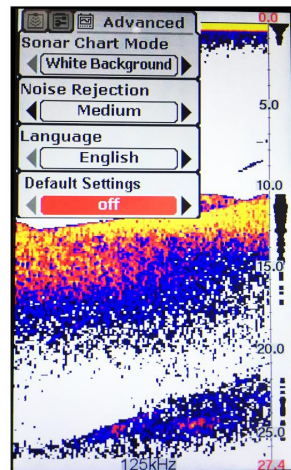 Advanced
0.0
Sonar Chart Mode
White Background
Noise Rejection
Medium
5.0
Language
English
Default Settings
off
10.0
15.0
20.0
25.0
125kHz
27.4